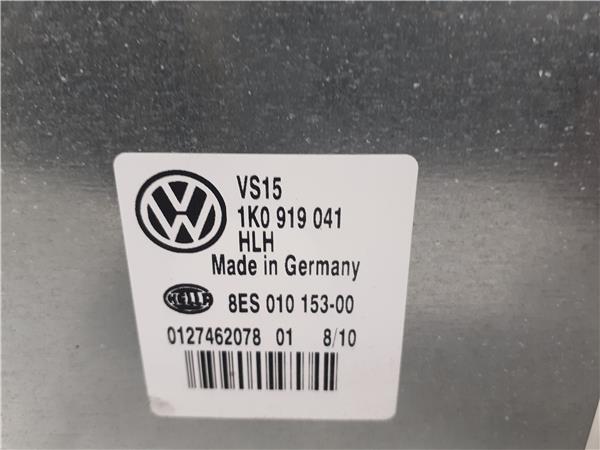 VS15
1K0 919 041
HLH
Made in Germany
HELLA 8ES 010 153-00
0127462078 01 8/10